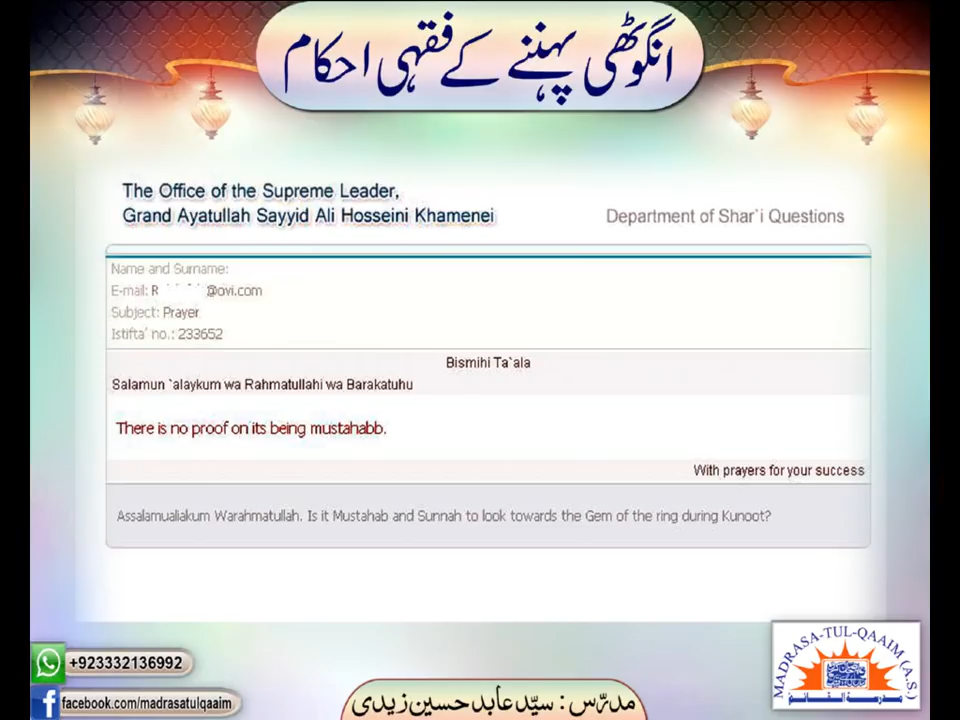 انگوٹھی پہننے کے فقہی احکام
The Office of the Supreme Leader,
Grand Ayatullah Sayyid Ali Hosseini Khamenei
Department of Shar`i Questions
Name and Surname:
E-mail: R @ovi.com
Subject: Prayer
Istifta´ no.: 233652
Bismihi Ta`ala
Salamun `alaykum wa Rahmatullahi wa Barakatuhu
There is no proof on its being mustahabb.
With prayers for your success
Assalamualiakum Warahmatullah. Is it Mustahab and Sunnah to look towards the Gem of the ring during Kunoot?
+923332136992
facebook.com/madrasatulqaaim
مدرّس : سیّد عابد حسین زیدی
MADRASA-TUL-QAAIM (A.S.)
مدرسة القائم